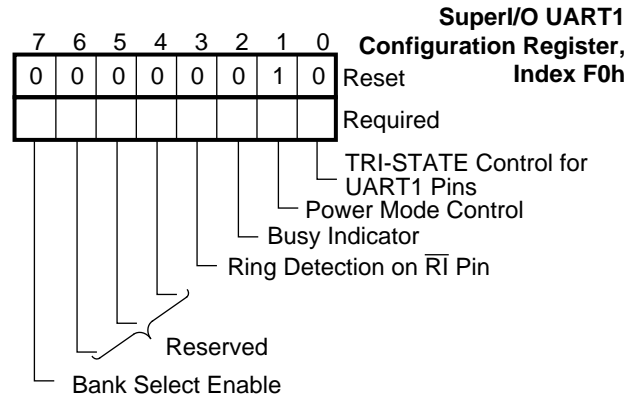 SuperI/O UART1
Configuration Register,
Index F0h
7 6 5 4 3 2 1 0
0 0 0 0 0 0 1 0 Reset
Required
TRI-STATE Control for
UART1 Pins
Power Mode Control
Busy Indicator
Ring Detection on R̅I̅ Pin
Reserved
Bank Select Enable